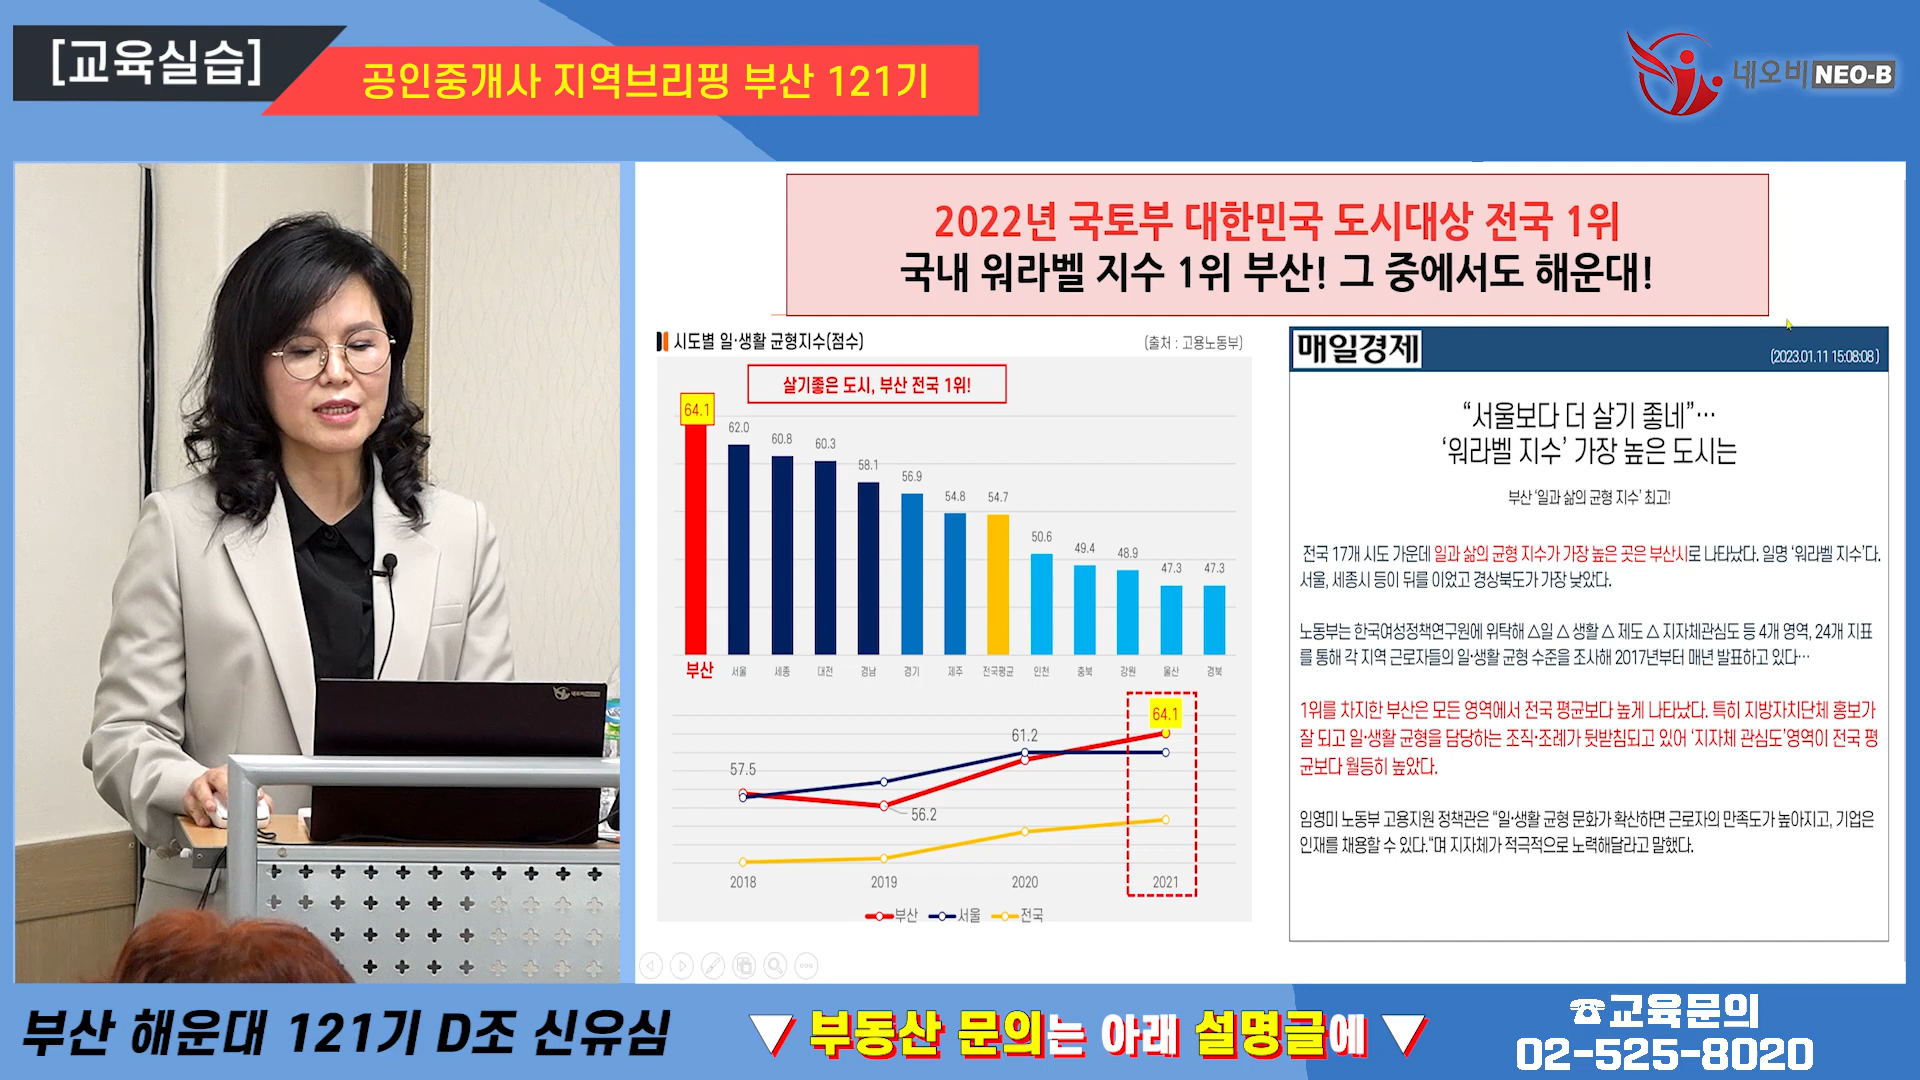 [교육실습]
공인중개사 지역브리핑 부산 121기
네오비 NEO-B
2022년 국토부 대한민국 도시대상 전국 1위
국내 워라벨 지수 1위 부산! 그 중에서도 해운대!
시도별 일·생활 균형지수(점수)
(출처 : 고용노동부)
살기좋은 도시, 부산 전국 1위!
64.1
62.0
60.8
60.3
58.1
56.9
54.8
54.7
50.6
49.4
48.9
47.3
47.3
부산 서울 세종 대전 경남 경기 제주 전국평균 인천 충북 강원 울산 경북
64.1
61.2
57.5
56.2
2018 2019 2020 2021
부산 서울 전국
매일경제
(2023.01.11 15:08:08 )
“서울보다 더 살기 좋네”…
‘워라벨 지수’ 가장 높은 도시는
부산 ‘일과 삶의 균형 지수’ 최고!
전국 17개 시도 가운데 일과 삶의 균형 지수가 가장 높은 곳은 부산시로 나타났다. 일명 ‘워라벨 지수’다.
서울, 세종시 등이 뒤를 이었고 경상북도가 가장 낮았다.
노동부는 한국여성정책연구원에 위탁해 △일 △ 생활 △ 제도 △ 지자체관심도 등 4개 영역, 24개 지표
를 통해 각 지역 근로자들의 일·생활 균형 수준을 조사해 2017년부터 매년 발표하고 있다…
1위를 차지한 부산은 모든 영역에서 전국 평균보다 높게 나타났다. 특히 지방자치단체 홍보가
잘 되고 일·생활 균형을 담당하는 조직·조례가 뒷받침되고 있어 ‘지자체 관심도’영역이 전국 평
균보다 월등히 높았다.
임영미 노동부 고용지원 정책관은 “일·생활 균형 문화가 확산하면 근로자의 만족도가 높아지고, 기업은
인재를 채용할 수 있다.“며 지자체가 적극적으로 노력해달라고 말했다.
부산 해운대 121기 D조 신유심
▼ 부동산 문의는 아래 설명글에 ▼
☎교육문의
02-525-8020